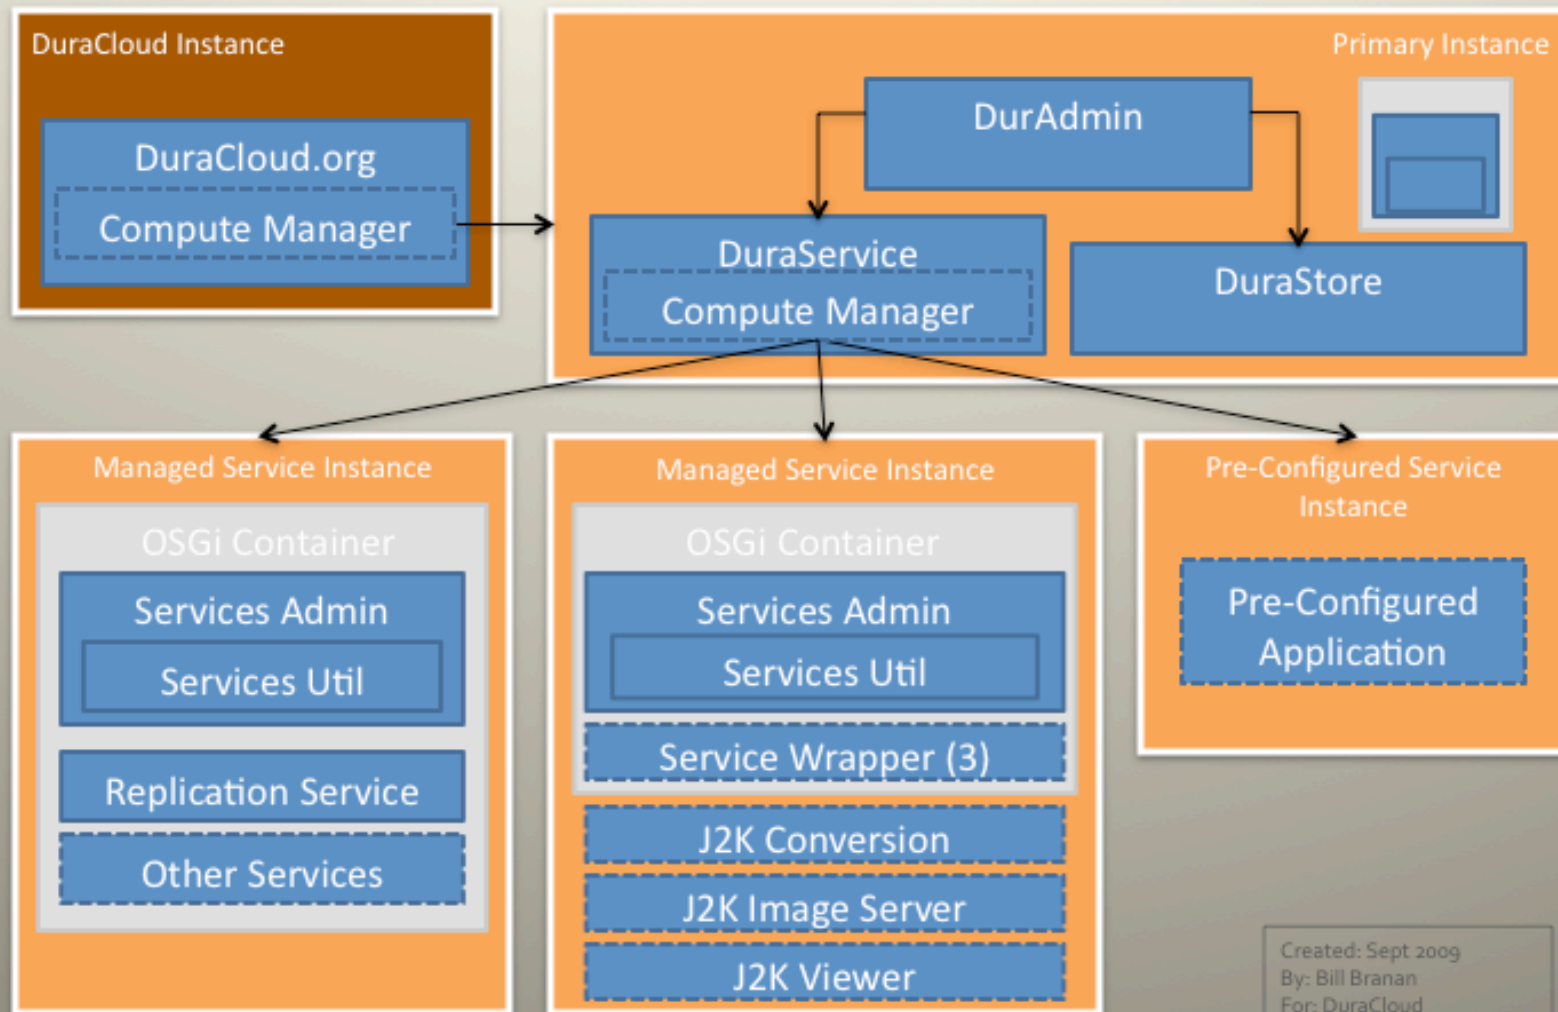 DuraCloud Instance
DuraCloud.org
Compute Manager
Primary Instance
DurAdmin
DuraService
Compute Manager
DuraStore
Managed Service Instance
OSGi Container
Services Admin
Services Util
Replication Service
Other Services
Managed Service Instance
OSGi Container
Services Admin
Services Util
Service Wrapper (3)
J2K Conversion
J2K Image Server
J2K Viewer
Pre-Configured Service
Instance
Pre-Configured
Application
Created: Sept 2009
By: Bill Branan
For: DuraCloud